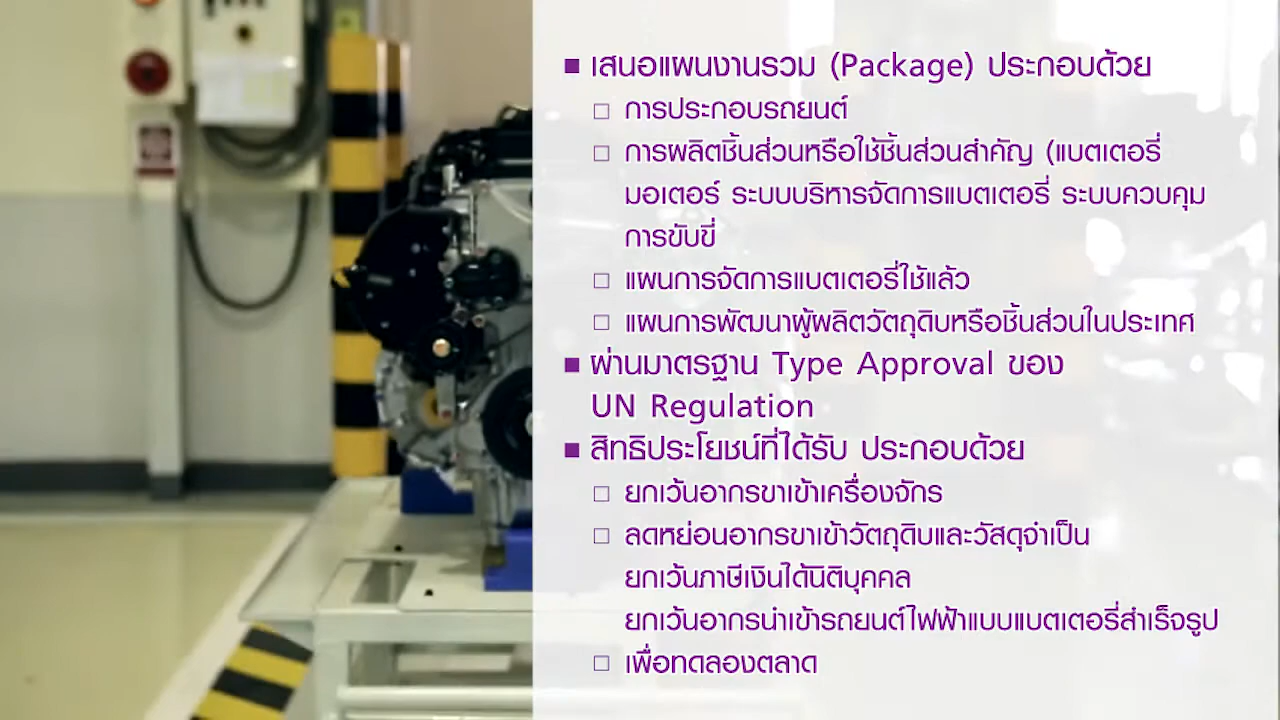 ■ เสนอแผนงานรวม (Package) ประกอบด้วย
□ การประกอบรถยนต์
□ การผลิตชิ้นส่วนหรือใช้ชิ้นส่วนสำคัญ (แบตเตอรี่
มอเตอร์ ระบบบริหารจัดการแบตเตอรี่ ระบบควบคุม
การขับขี่
□ แผนการจัดการแบตเตอรี่ใช้แล้ว
□ แผนการพัฒนาผู้ผลิตวัตถุดิบหรือชิ้นส่วนในประเทศ
■ ผ่านมาตรฐาน Type Approval ของ
UN Regulation
■ สิทธิประโยชน์ที่ได้รับ ประกอบด้วย
□ ยกเว้นอากรขาเข้าเครื่องจักร
□ ลดหย่อนอากรขาเข้าวัตถุดิบและวัสดุจำเป็น
ยกเว้นภาษีเงินได้นิติบุคคล
ยกเว้นอากรนำเข้ารถยนต์ไฟฟ้าแบบแบตเตอรี่สำเร็จรูป
□ เพื่อทดลองตลาด